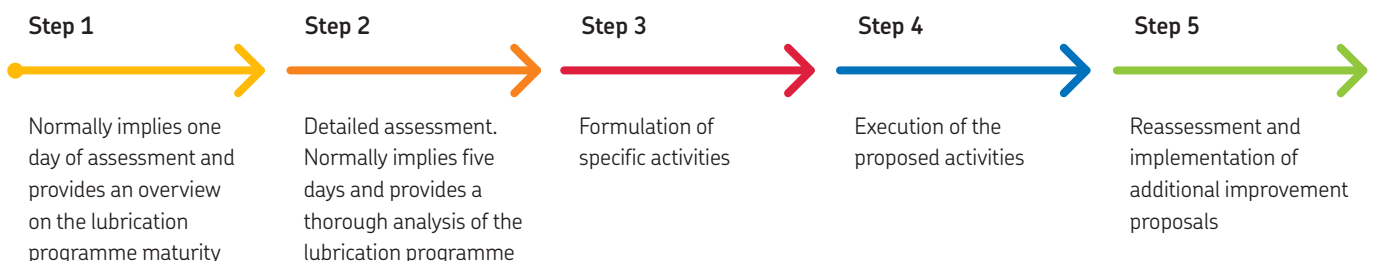 Step 1
Normally implies one
day of assessment and
provides an overview
on the lubrication
programme maturity
Step 2
Detailed assessment.
Normally implies five
days and provides a
thorough analysis of the
lubrication programme
Step 3
Formulation of
specific activities
Step 4
Execution of the
proposed activities
Step 5
Reassessment and
implementation of
additional improvement
proposals